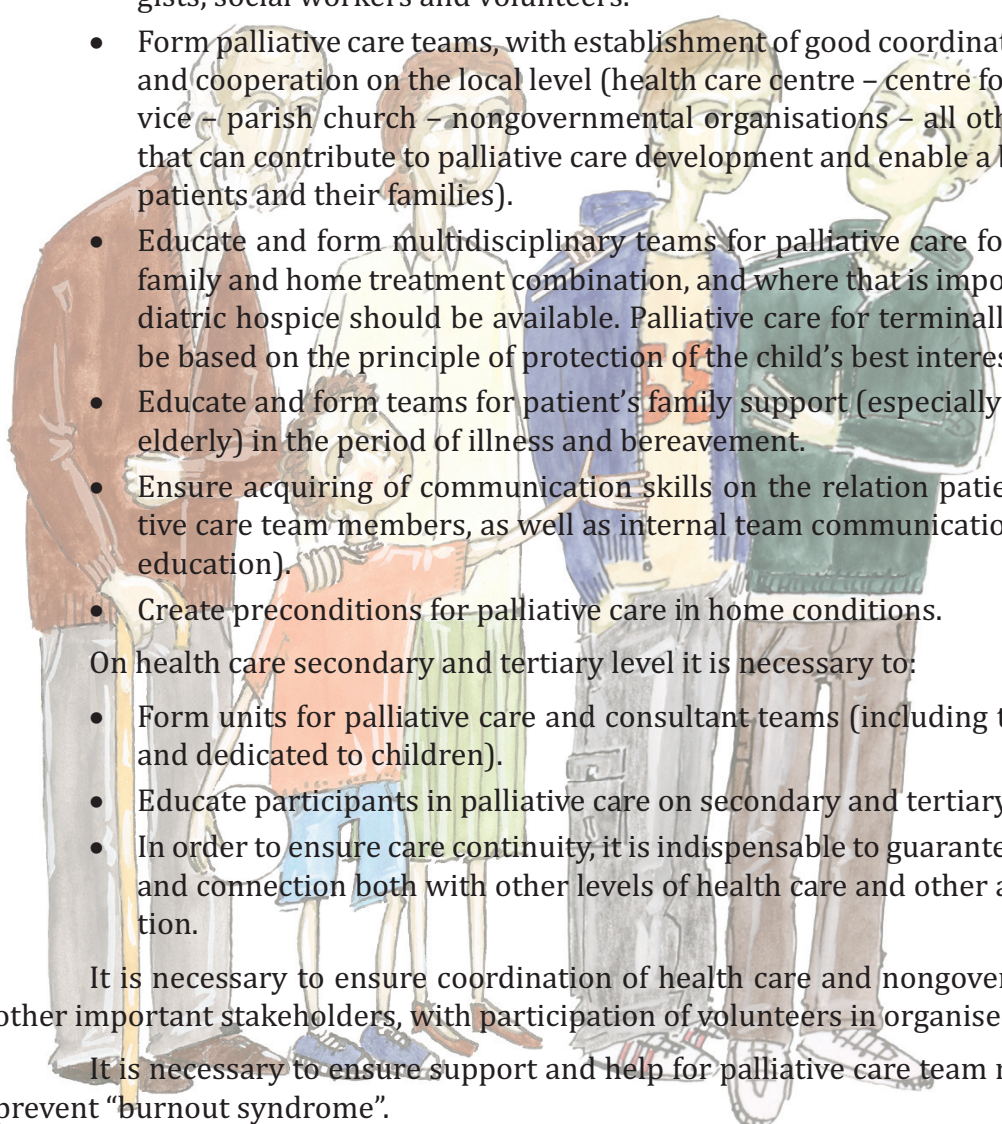 gists, social workers and volunteers.
• Form palliative care teams, with establishment of good coordinat
and cooperation on the local level (health care centre – centre fo
vice – parish church – nongovernmental organisations – all oth
that can contribute to palliative care development and enable a b
patients and their families).
• Educate and form multidisciplinary teams for palliative care fo
family and home treatment combination, and where that is impo
diatric hospice should be available. Palliative care for terminall
be based on the principle of protection of the child's best interes
• Educate and form teams for patient's family support (especially
elderly) in the period of illness and bereavement.
• Ensure acquiring of communication skills on the relation patie
tive care team members, as well as internal team communicatio
education).
• Create preconditions for palliative care in home conditions.
On health care secondary and tertiary level it is necessary to:
• Form units for palliative care and consultant teams (including t
and dedicated to children).
• Educate participants in palliative care on secondary and tertiary
• In order to ensure care continuity, it is indispensable to guarante
and connection both with other levels of health care and other a
tion.
It is necessary to ensure coordination of health care and nongover
other important stakeholders, with participation of volunteers in organise
It is necessary to ensure support and help for palliative care team
prevent “burnout syndrome”.